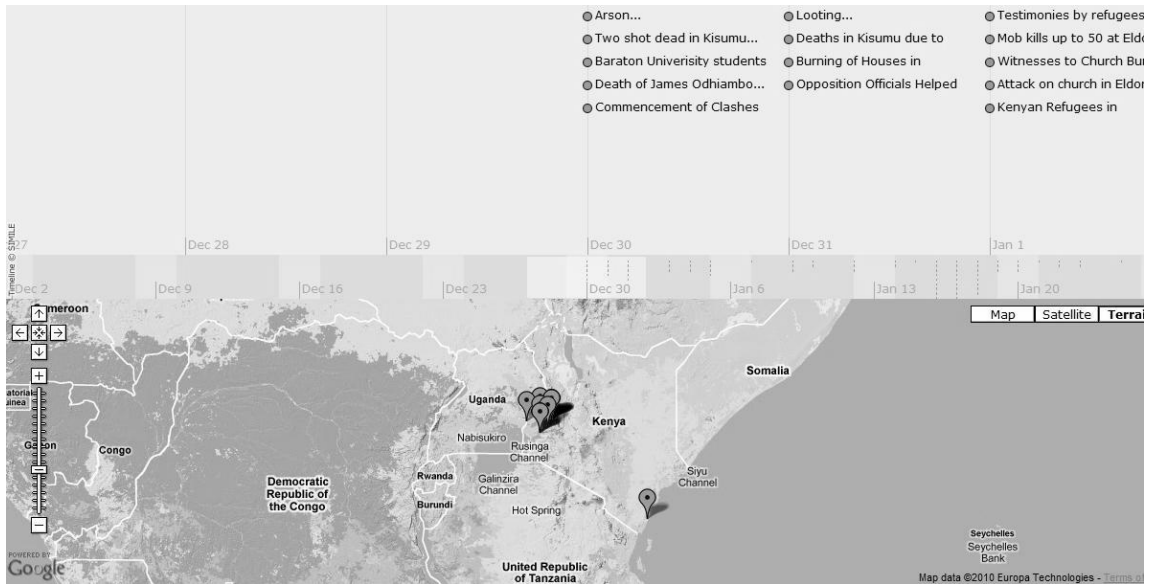 Arson...
Looting...
Testimonies by refugees
Two shot dead in Kisumu...
Deaths in Kisumu due to
Mob kills up to 50 at Eldo
Baraton Univerisity students
Burning of Houses in
Witnesses to Church Bu
Death of James Odhiambo...
Opposition Officials Helped
Attack on church in Eldor
Commencement of Clashes
Kenyan Refugees in
Timeline © SIMILE
27
Dec 28
Dec 29
Dec 30
Dec 31
Jan 1
Dec 2
Dec 9
Dec 16
Dec 23
Dec 30
Jan 6
Jan 13
Jan 20
meroon
Map
Satellite
Terrai
Somalia
Uganda
Kenya
Nabisukiro
Rusinga
Channel
Congo
Rwanda
Galinzira
Channel
Siyu
Channel
Democratic
Republic of
the Congo
Burundi
Hot Spring
Seychelles
Seychelles
Bank
POWERED BY
Google
United Republic
of Tanzania
Map data ©2010 Europa Technologies - Terms of